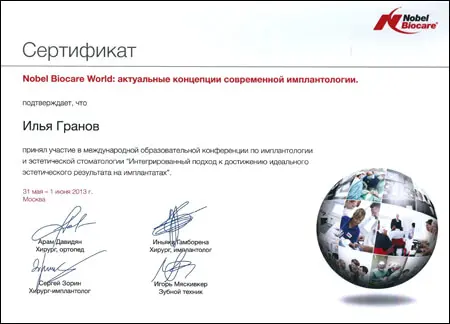 Nobel
Biocare®
Сертификат
Nobel Biocare World: актуальные концепции современной имплантологии.
подтверждает, что
Илья Гранов
принял участие в международной образовательной конференции по имплантологии
и эстетической стоматологии "Интегрированный подход к достижению идеального
эстетического результата на имплантатах".
31 мая – 1 июня 2013 г.
Москва
Арам Давидян
Хирург, ортопед
Иньяки Гамборена
Хирург, имплантолог
Сергей Зорин
Хирург-имплантолог
Игорь Мяскивкер
Зубной техник